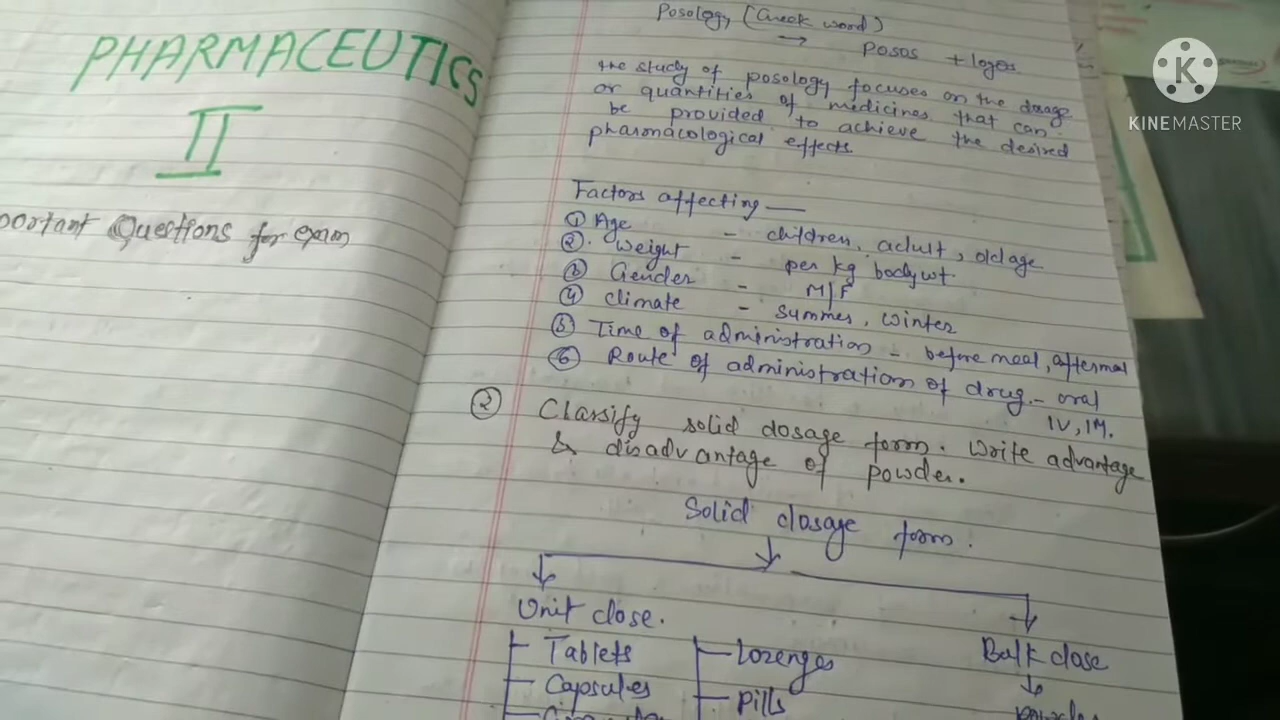 PHARMACEUTICS
II
portant Questions for exam
Posology (Greek word)
→ Posos + logos
the study of posology focuses on the dosage
or quantities of medicines that can
be provided to achieve the desired
pharmacological effects
Factors affecting —
① Age - children, adult, old age
② Weight - per kg body wt
③ Gender - M/F
④ climate - summer, winter
⑤ Time of administration - before meal, after meal
⑥ Route of administration of drug - oral
IV, IM.
② Classify solid dosage form. Write advantage
& disadvantage of powder.
Solid dosage form.
Unit dose.
Bulk dose
Tablets
Lozenges
Capsules
Pills
K
KINEMASTER